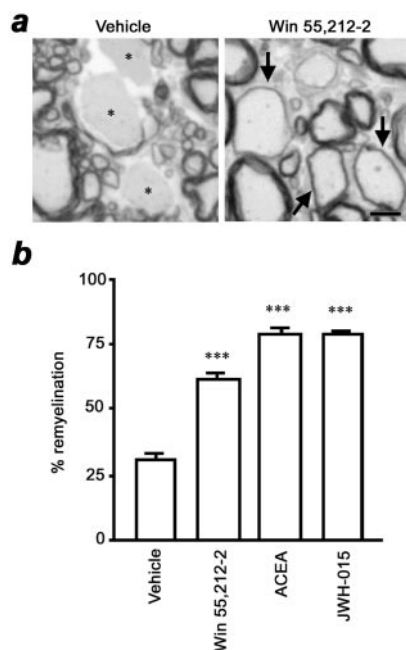 a
Vehicle
Win 55,212-2
*
*
*
b
% remyelination
100
75
50
25
0
***
***
***
Vehicle
Win 55,212-2
ACEA
JWH-015